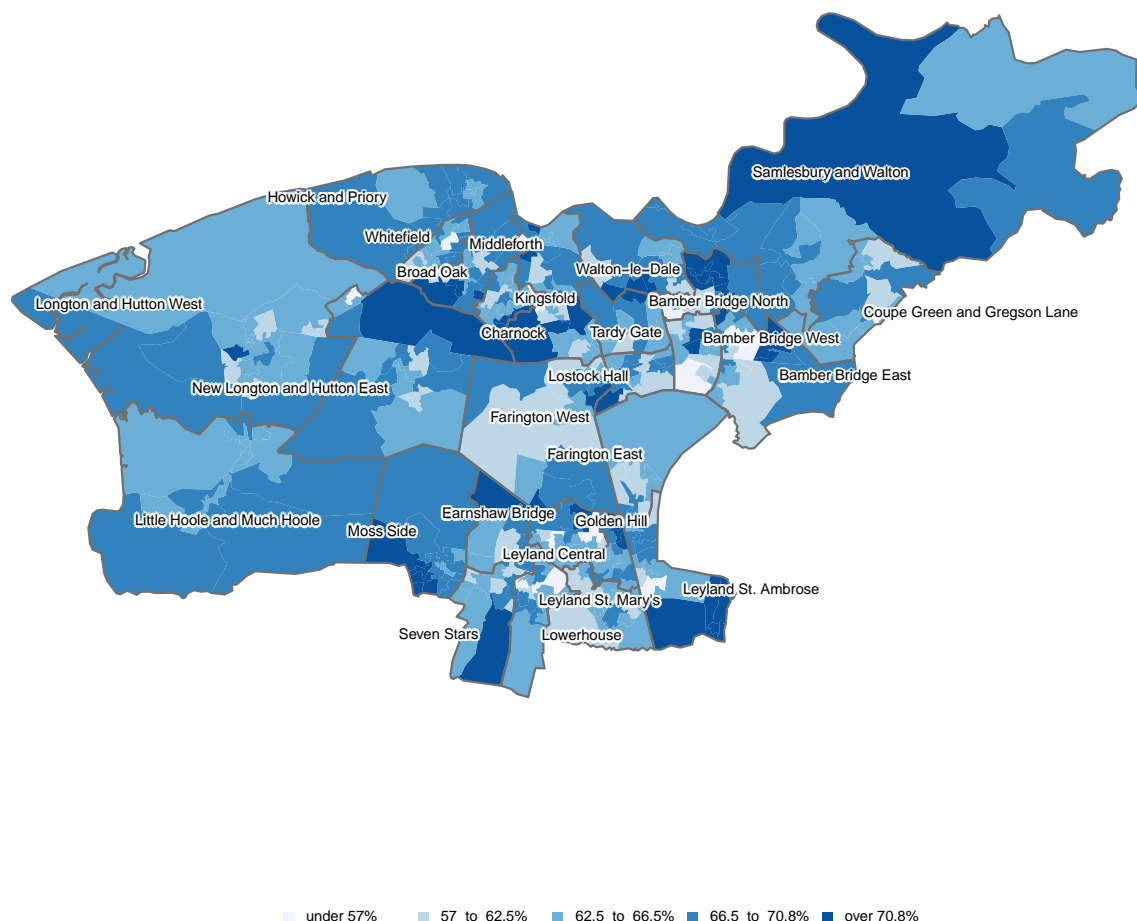 Samlesbury and Walton
Howick and Priory
Whitefield
Middleforth
Broad Oak
Walton−le−Dale
Kingsfold
Bamber Bridge North
Longton and Hutton West
Coupe Green and Gregson Lane
Charnock
Tardy Gate
Bamber Bridge West
Lostock Hall
Bamber Bridge East
New Longton and Hutton East
Farington West
Farington East
Earnshaw Bridge
Little Hoole and Much Hoole
Golden Hill
Moss Side
Leyland Central
Leyland St. Ambrose
Leyland St. Mary's
Seven Stars
Lowerhouse
under 57% 57 to 62.5% 62.5 to 66.5% 66.5 to 70.8% over 70.8%